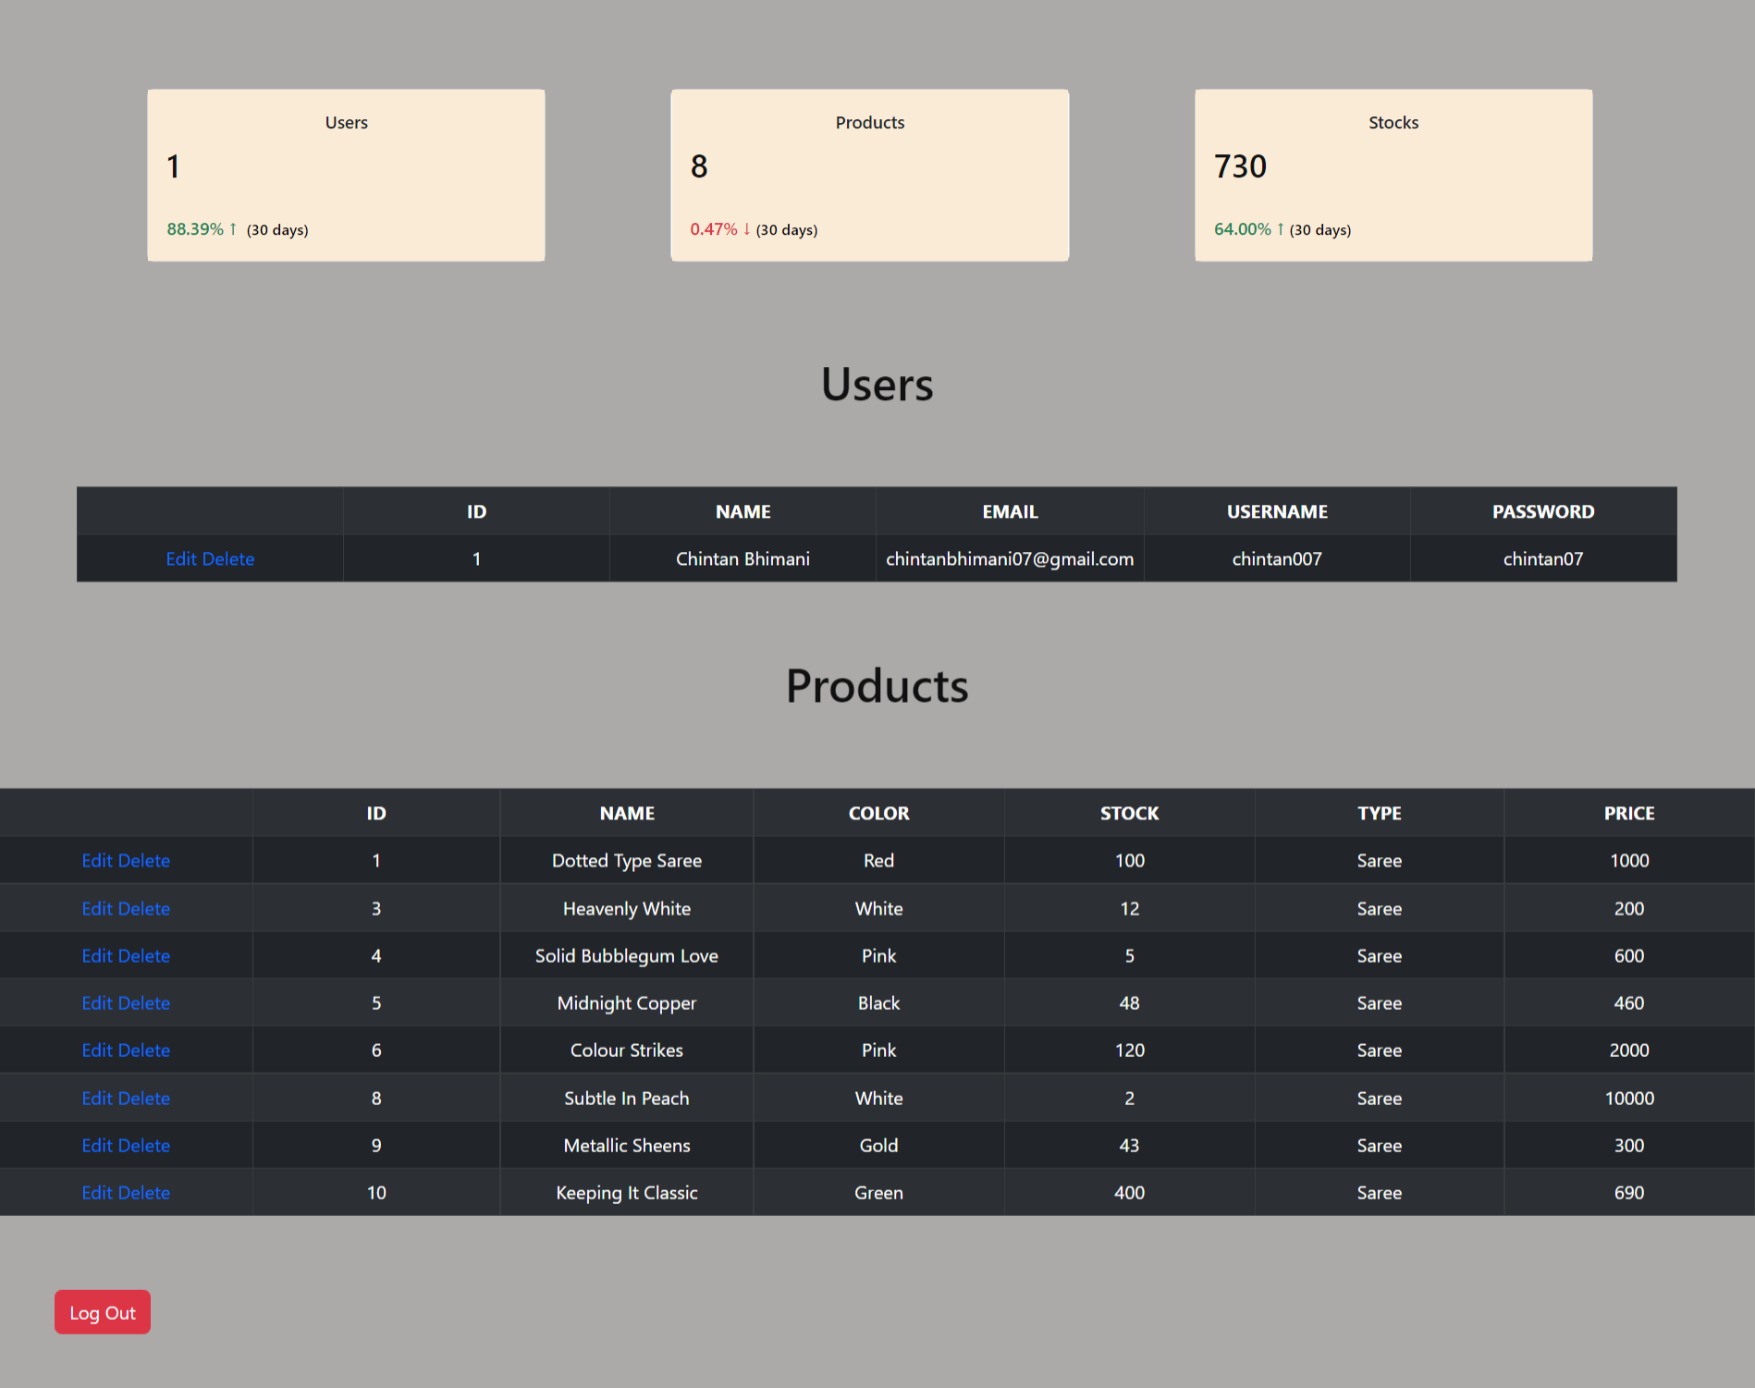 Users
1
88.39% ↑ (30 days)
Products
8
0.47% ↓ (30 days)
Stocks
730
64.00% ↑ (30 days)
Users
ID NAME EMAIL USERNAME PASSWORD
Edit Delete 1 Chintan Bhimani chintanbhimani07@gmail.com chintan007 chintan07
Products
ID NAME COLOR STOCK TYPE PRICE
Edit Delete 1 Dotted Type Saree Red 100 Saree 1000
Edit Delete 3 Heavenly White White 12 Saree 200
Edit Delete 4 Solid Bubblegum Love Pink 5 Saree 600
Edit Delete 5 Midnight Copper Black 48 Saree 460
Edit Delete 6 Colour Strikes Pink 120 Saree 2000
Edit Delete 8 Subtle In Peach White 2 Saree 10000
Edit Delete 9 Metallic Sheens Gold 43 Saree 300
Edit Delete 10 Keeping It Classic Green 400 Saree 690
Log Out